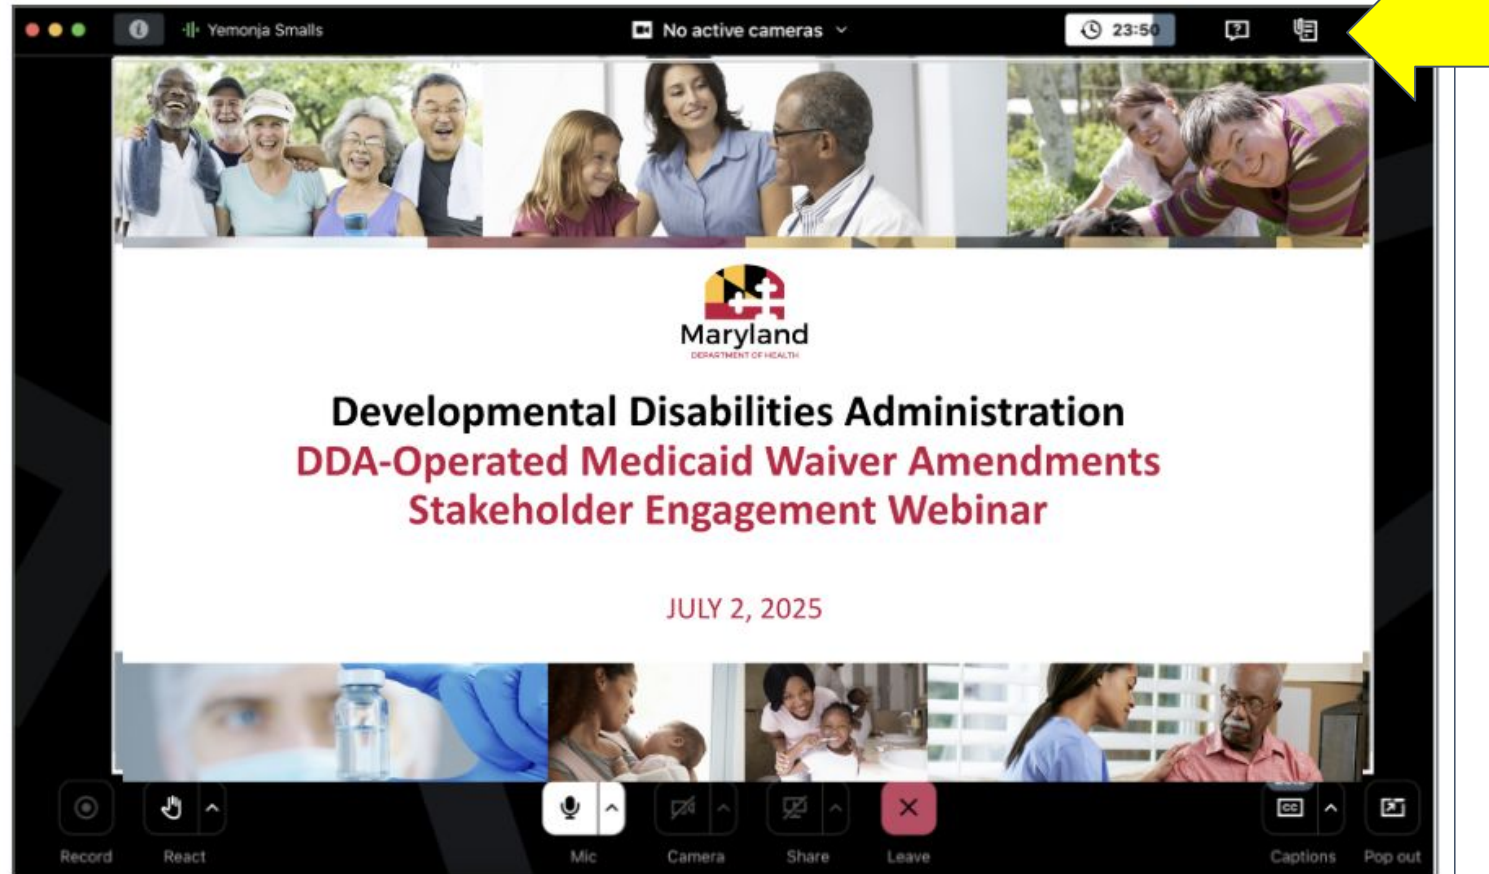 Yemonja Smalls
No active cameras
23:50
Maryland
DEPARTMENT OF HEALTH
Developmental Disabilities Administration
DDA-Operated Medicaid Waiver Amendments
Stakeholder Engagement Webinar
JULY 2, 2025
CC
Record
React
Mic
Camera
Share
Leave
Captions
Pop out